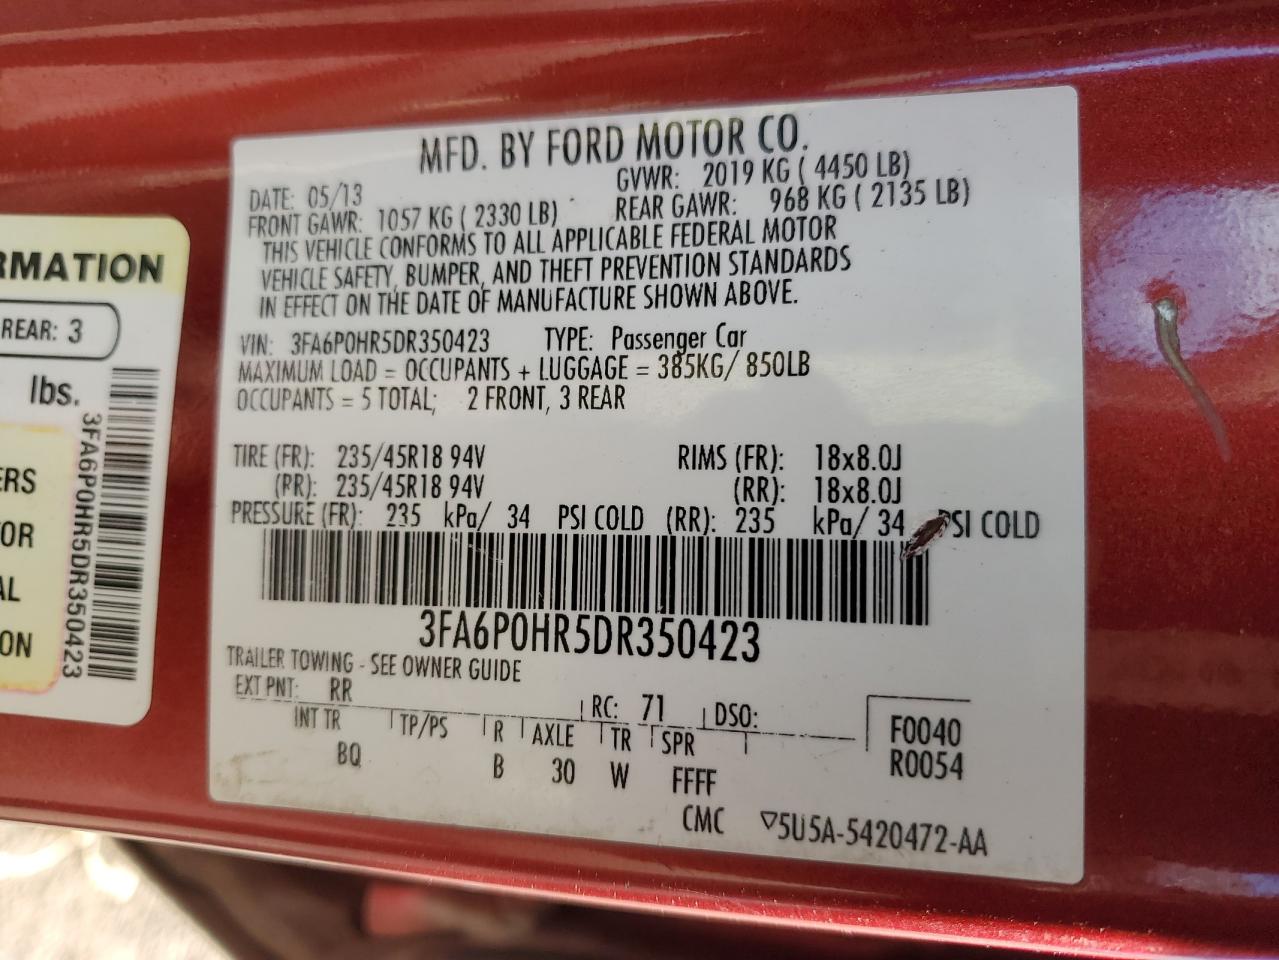 RMATION
REAR: 3
lbs.
ERS
OR
AL
ON
3FA6P0HR5DR350423
MFD. BY FORD MOTOR CO.
DATE: 05/13 GVWR: 2019 KG ( 4450 LB)
FRONT GAWR: 1057 KG ( 2330 LB) REAR GAWR: 968 KG ( 2135 LB)
THIS VEHICLE CONFORMS TO ALL APPLICABLE FEDERAL MOTOR
VEHICLE SAFETY, BUMPER, AND THEFT PREVENTION STANDARDS
IN EFFECT ON THE DATE OF MANUFACTURE SHOWN ABOVE.
VIN: 3FA6P0HR5DR350423 TYPE: Passenger Car
MAXIMUM LOAD = OCCUPANTS + LUGGAGE = 385KG/ 850LB
OCCUPANTS = 5 TOTAL; 2 FRONT, 3 REAR
TIRE (FR): 235/45R18 94V RIMS (FR): 18x8.0J
(PR): 235/45R18 94V (RR): 18x8.0J
PRESSURE (FR): 235 kPa/ 34 PSI COLD (RR): 235 kPa/ 34 PSI COLD
3FA6P0HR5DR350423
TRAILER TOWING - SEE OWNER GUIDE
EXT PNT: RR RC: 71 DSO:
INT TR TP/PS R AXLE TR SPR F0040
BQ B 30 W FFFF R0054
CMC ▽5U5A-5420472-AA